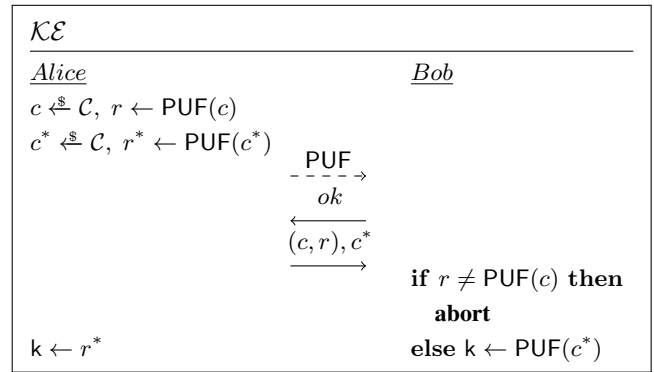 𝒦ℰ
Alice Bob
c ←$ 𝒞, r ← PUF(c)
c* ←$ 𝒞, r* ← PUF(c*)
PUF
ok
(c, r), c*
if r ≠ PUF(c) then
abort
k ← r* else k ← PUF(c*)